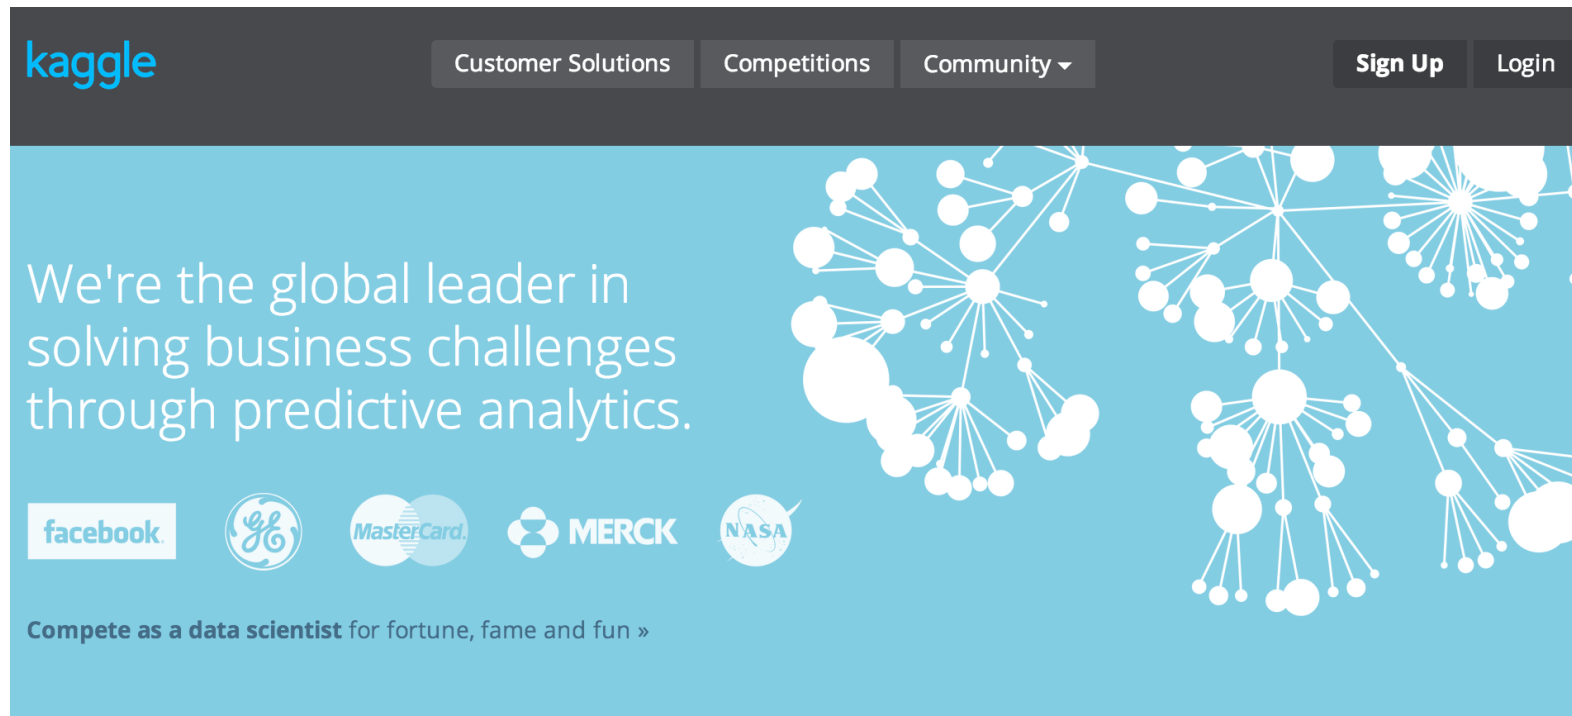 kaggle
Customer Solutions
Competitions
Community
Sign Up
Login
We're the global leader in
solving business challenges
through predictive analytics.
facebook.
GE
MasterCard.
MERCK
NASA
Compete as a data scientist for fortune, fame and fun »